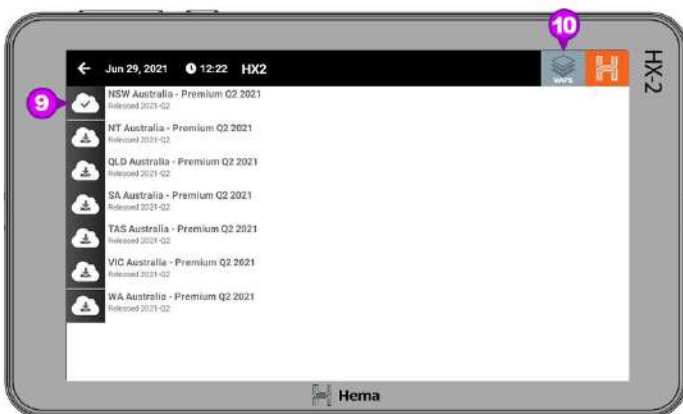 10
Jun 29, 2021 12:22 HX2
MAPS
HX-2
9
NSW Australia - Premium Q2 2021
Released 2021-Q2
NT Australia - Premium Q2 2021
Released 2021-Q2
QLD Australia - Premium Q2 2021
Released 2021-Q2
SA Australia - Premium Q2 2021
Released 2021-Q2
TAS Australia - Premium Q2 2021
Released 2021-Q2
VIC Australia - Premium Q2 2021
Released 2021-Q2
WA Australia - Premium Q2 2021
Released 2021-Q2
Hema